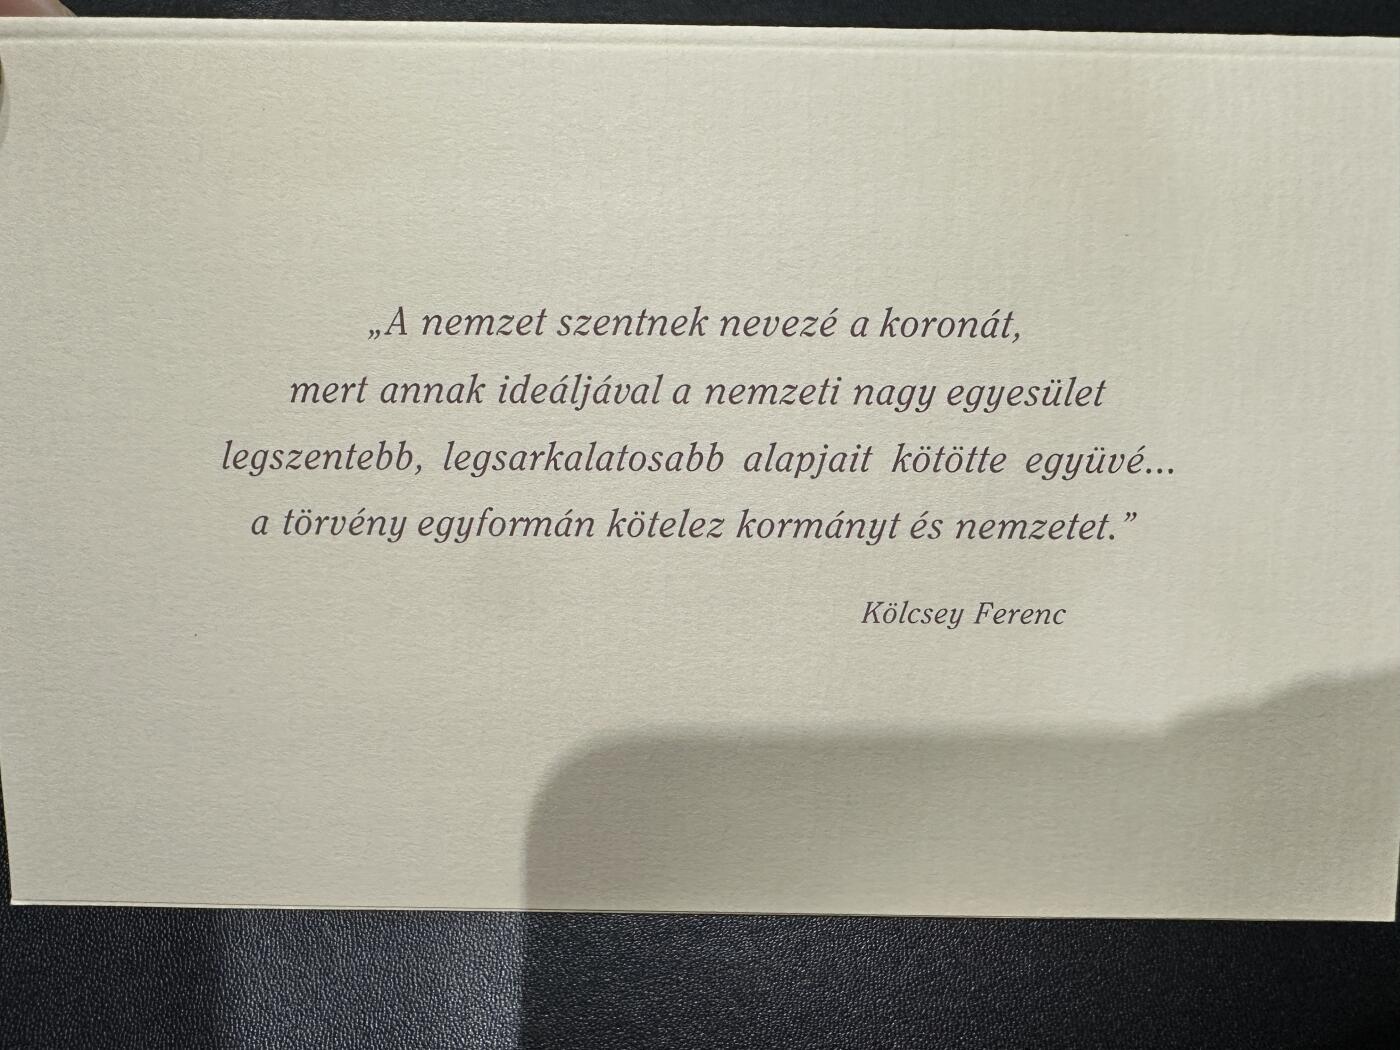 „A nemzet szentnek nevezé a koronát,
mert annak ideáljával a nemzeti nagy egyesület
legszentebb, legsarkalatosabb alapjait kötötte együvé...
a törvény egyformán kötelez kormányt és nemzetet.”
Kölcsey Ferenc